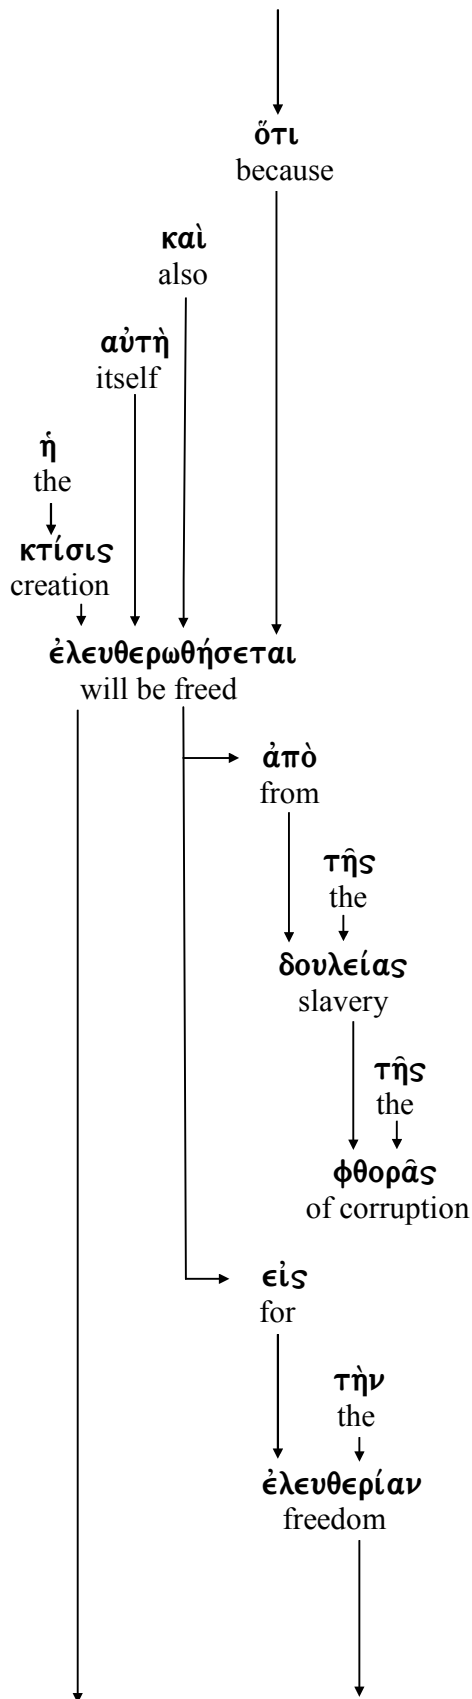 ὅτι
because
καὶ
also
αὐτὴ
itself
ἡ
the
κτίσις
creation
ἐλευθερωθήσεται
will be freed
ἀπὸ
from
τῆς
the
δουλείας
slavery
τῆς
the
φθορᾶς
of corruption
εἰς
for
τὴν
the
ἐλευθερίαν
freedom